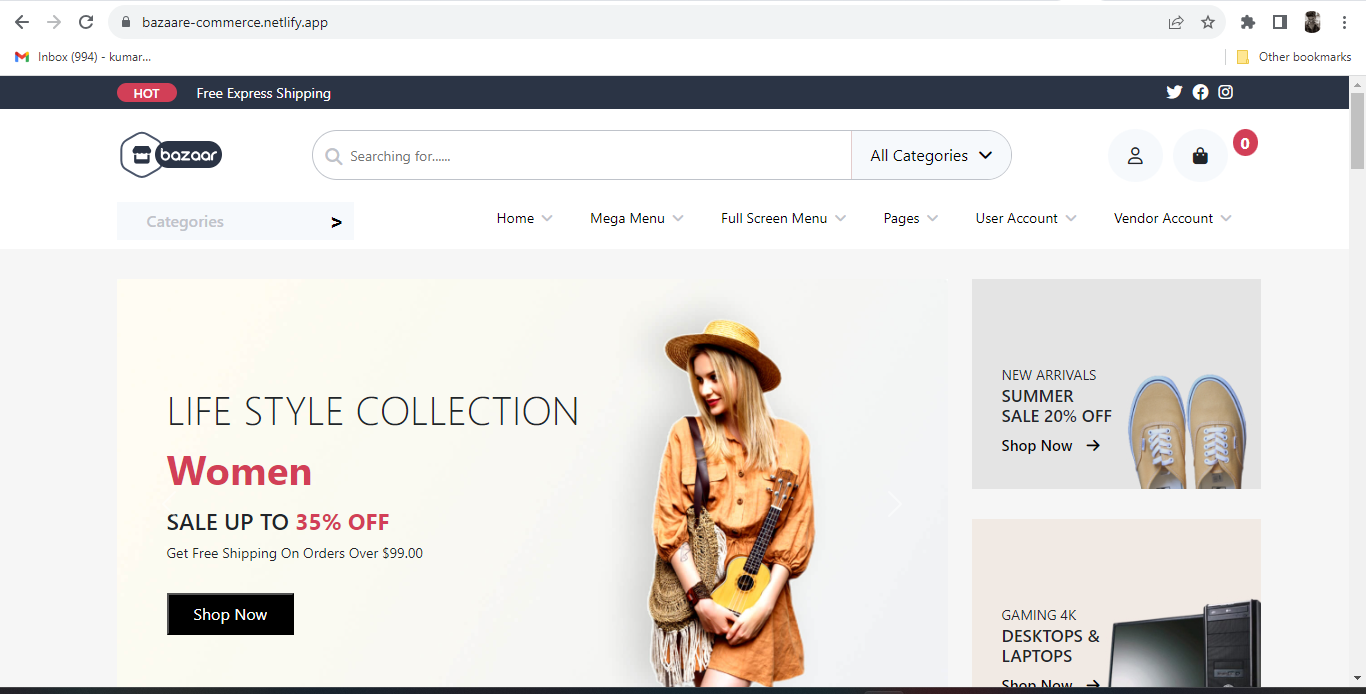 bazaare-commerce.netlify.app
Inbox (994) - kumar...
Other bookmarks
HOT Free Express Shipping
bazaar
Searching for......
All Categories
0
Categories >
Home Mega Menu Full Screen Menu Pages User Account Vendor Account
LIFE STYLE COLLECTION
Women
SALE UP TO 35% OFF
Get Free Shipping On Orders Over $99.00
Shop Now
NEW ARRIVALS
SUMMER
SALE 20% OFF
Shop Now
GAMING 4K
DESKTOPS &
LAPTOPS
Shop Now